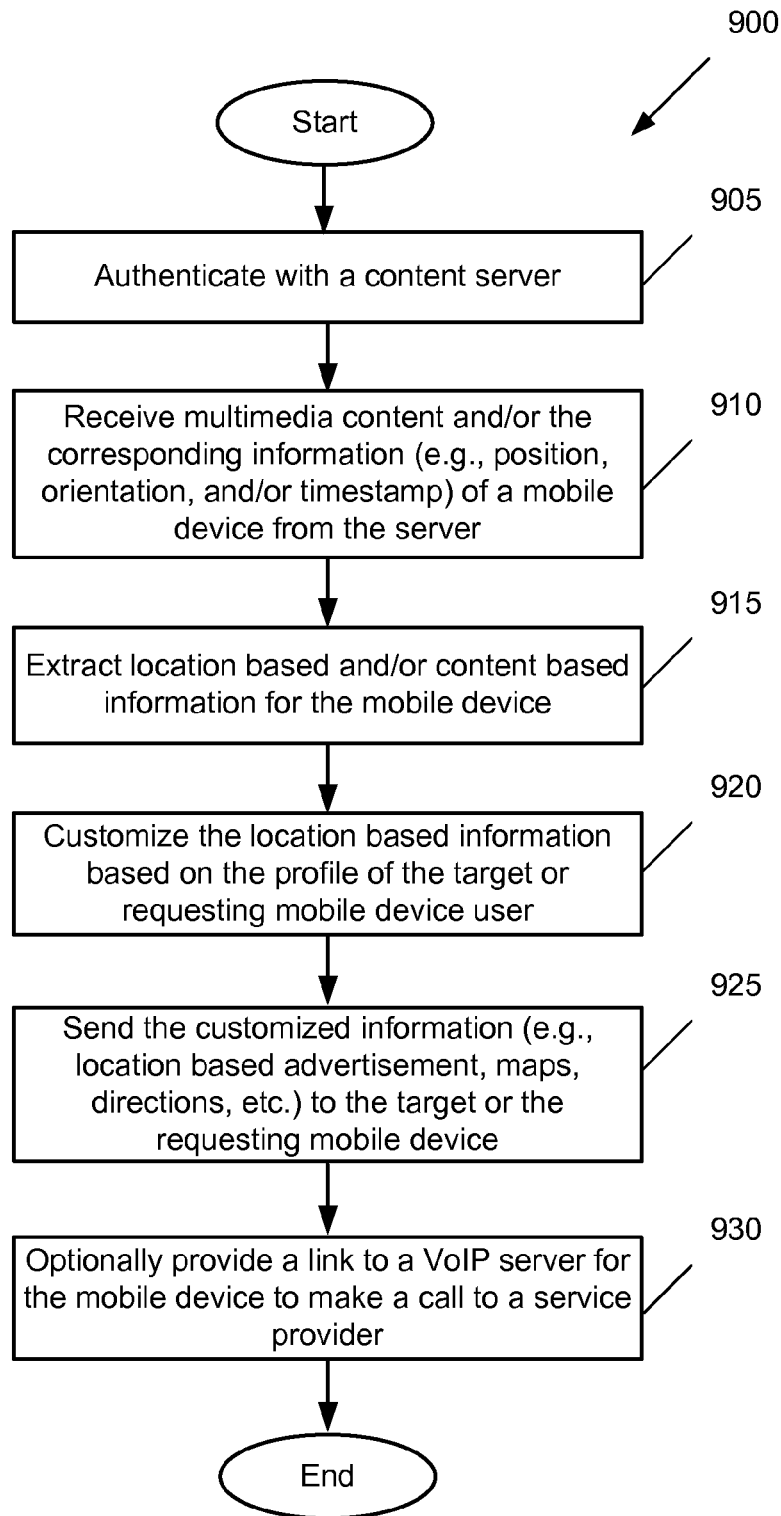 900
Start
905
Authenticate with a content server
910
Receive multimedia content and/or the
corresponding information (e.g., position,
orientation, and/or timestamp) of a mobile
device from the server
915
Extract location based and/or content based
information for the mobile device
920
Customize the location based information
based on the profile of the target or
requesting mobile device user
925
Send the customized information (e.g.,
location based advertisement, maps,
directions, etc.) to the target or the
requesting mobile device
930
Optionally provide a link to a VoIP server for
the mobile device to make a call to a service
provider
End